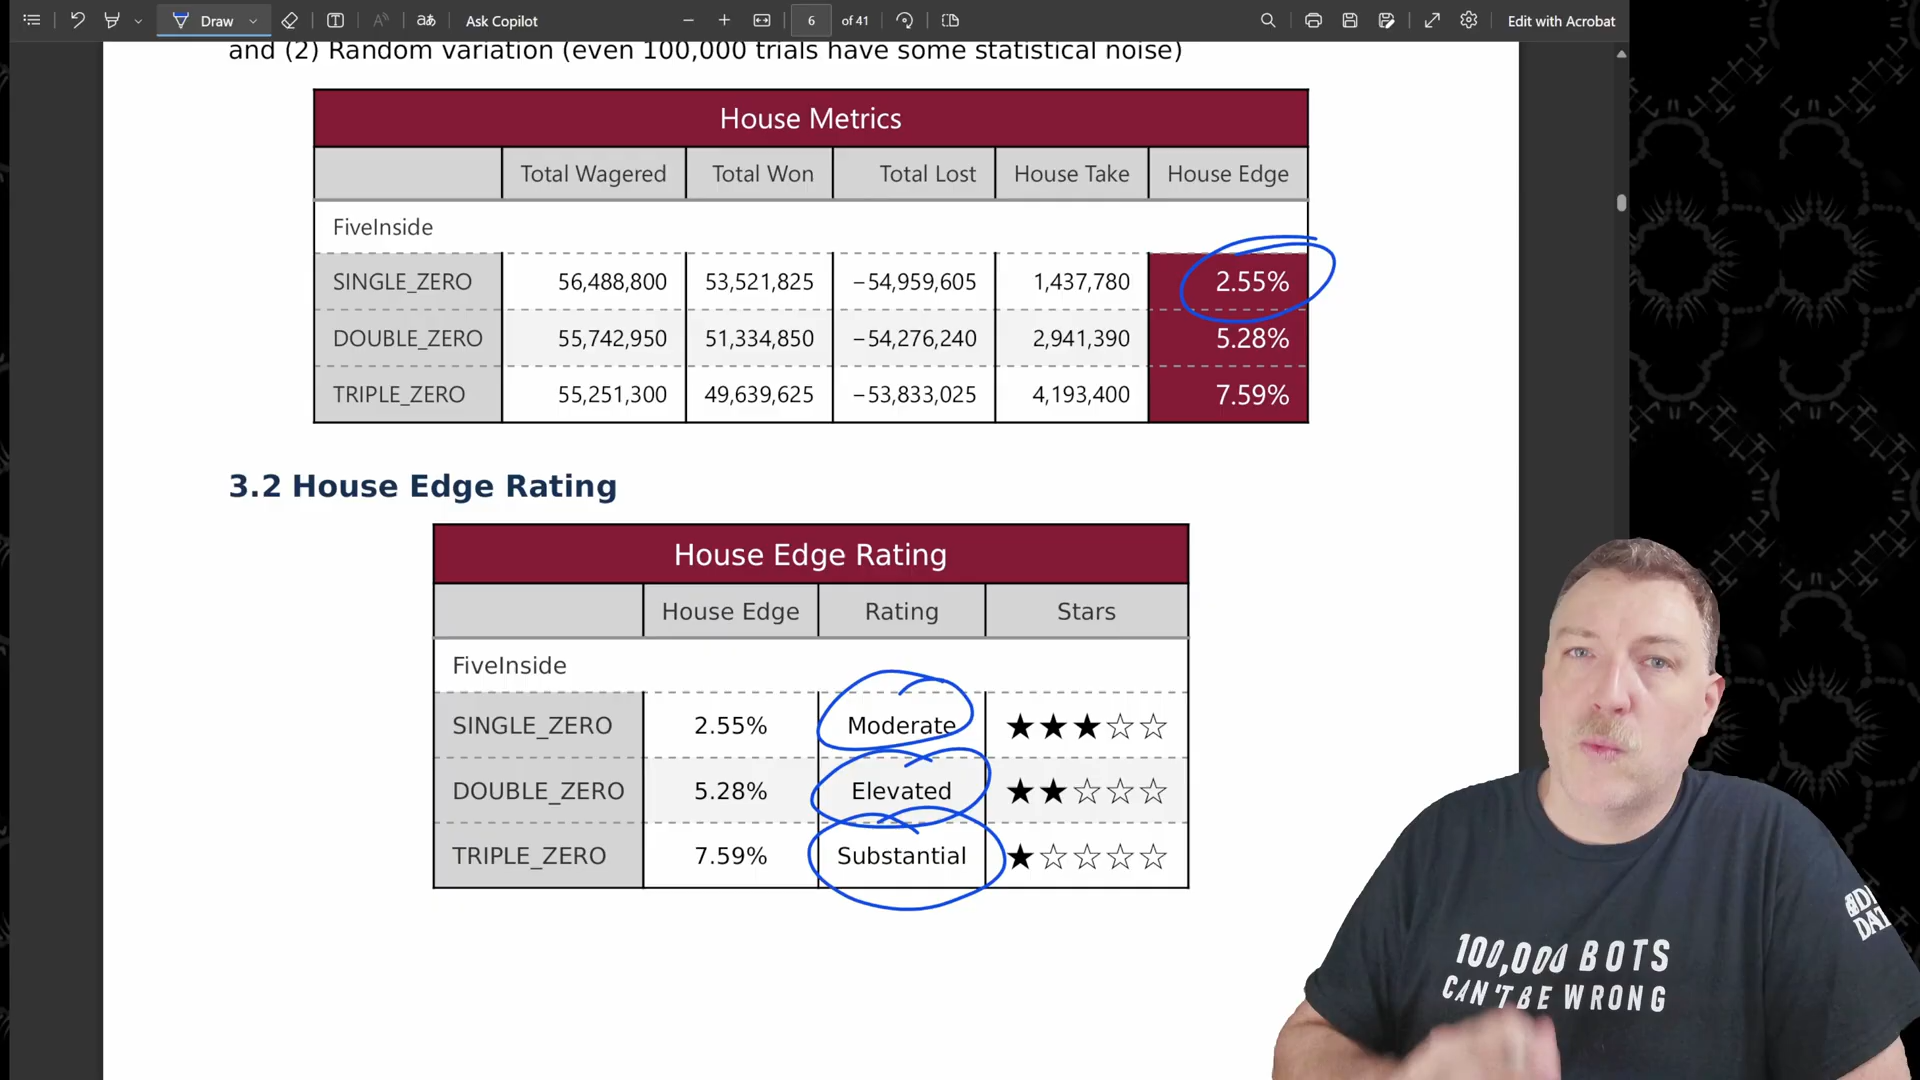 Draw
aあ
Ask Copilot
6
of 41
Edit with Acrobat
and (2) Random variation (even 100,000 trials have some statistical noise)
House Metrics
Total Wagered Total Won Total Lost House Take House Edge
FiveInside
SINGLE_ZERO 56,488,800 53,521,825 −54,959,605 1,437,780 2.55%
DOUBLE_ZERO 55,742,950 51,334,850 −54,276,240 2,941,390 5.28%
TRIPLE_ZERO 55,251,300 49,639,625 −53,833,025 4,193,400 7.59%
3.2 House Edge Rating
House Edge Rating
House Edge Rating Stars
FiveInside
SINGLE_ZERO 2.55% Moderate ★★★☆☆
DOUBLE_ZERO 5.28% Elevated ★★☆☆☆
TRIPLE_ZERO 7.59% Substantial ★☆☆☆☆
100,000 BOTS
CAN'T BE WRONG